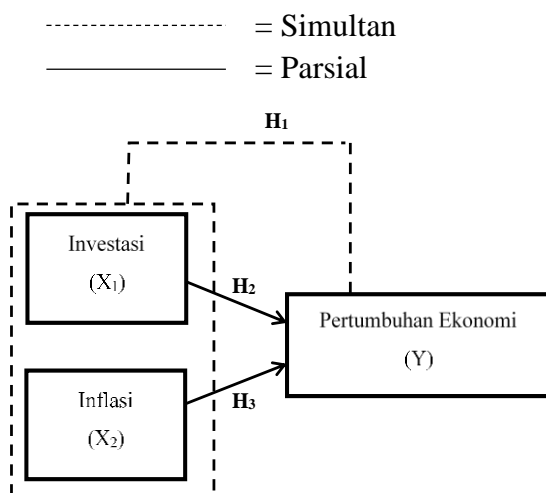 = Simultan
= Parsial
H₁
Investasi
(X₁)
H₂
Pertumbuhan Ekonomi
(Y)
Inflasi
(X₂)
H₃